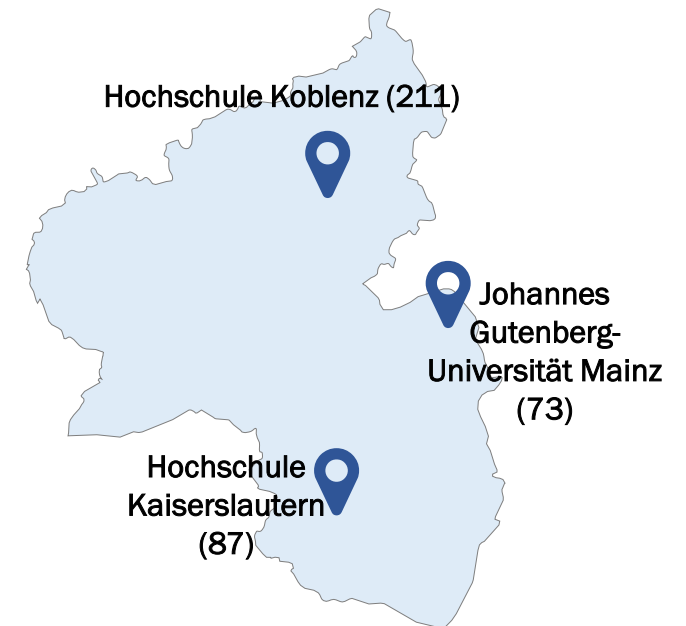 Hochschule Koblenz (211)
Johannes
Gutenberg-
Universität Mainz
(73)
Hochschule
Kaiserslautern
(87)